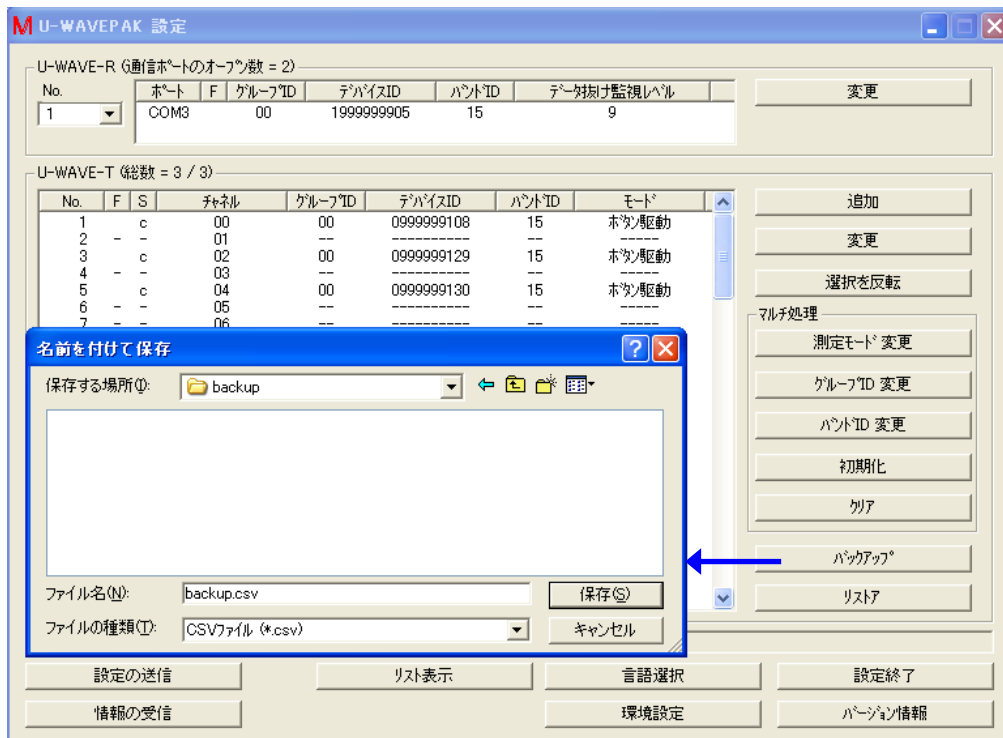 U-WAVEPAK 設定
U-WAVE-R (通信ポートのオープン数 = 2)
No. ポート F グループID デバイスID バンドID データ抜け監視レベル 変更
1 COM3 00 1999999905 15 9
U-WAVE-T (総数 = 3 / 3)
No. F S チャネル グループID デバイスID バンドID モード 追加
1 c 00 00 0999999108 15 ボタン駆動
2 - - 01 -- ---------- -- ----- 変更
3 c 02 00 0999999129 15 ボタン駆動
4 - - 03 -- ---------- -- -----
5 c 04 00 0999999130 15 ボタン駆動 選択を反転
6 - - 05 -- ---------- -- -----
7 - - 06 -- ---------- -- -----
マルチ処理
測定モード 変更
グループID 変更
バンドID 変更
初期化
クリア
バックアップ
リストア
名前を付けて保存
保存する場所(I): backup
ファイル名(N): backup.csv 保存(S)
ファイルの種類(T): CSVファイル (*.csv) キャンセル
設定の送信 リスト表示 言語選択 設定終了
情報の受信 環境設定 バージョン情報